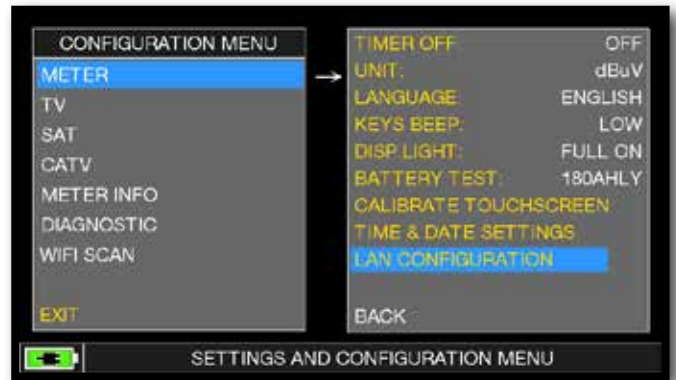 CONFIGURATION MENU
METER
TV
SAT
CATV
METER INFO
DIAGNOSTIC
WIFI SCAN
EXIT
→
TIMER OFF OFF
UNIT: dBuV
LANGUAGE ENGLISH
KEYS BEEP: LOW
DISP LIGHT: FULL ON
BATTERY TEST: 180AHLY
CALIBRATE TOUCHSCREEN
TIME & DATE SETTINGS
LAN CONFIGURATION
BACK
SETTINGS AND CONFIGURATION MENU